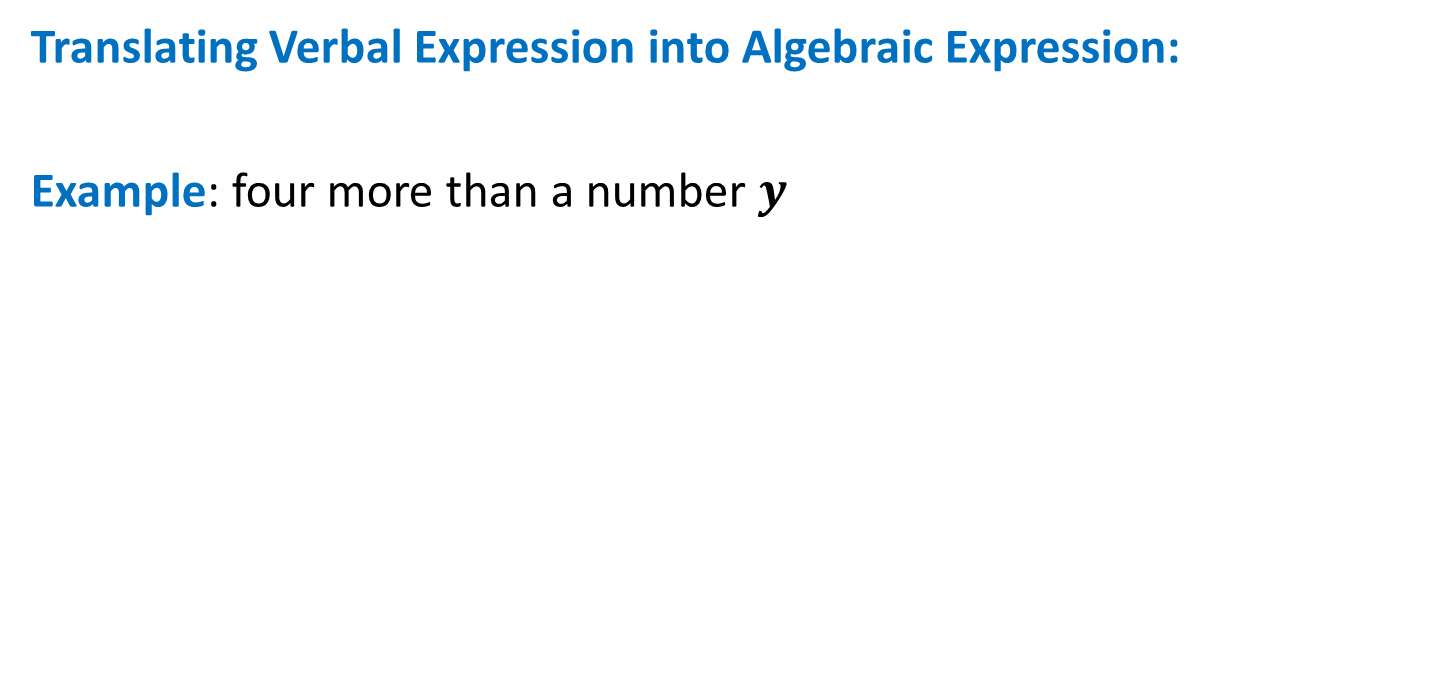 Translating Verbal Expression into Algebraic Expression:
Example: four more than a number y